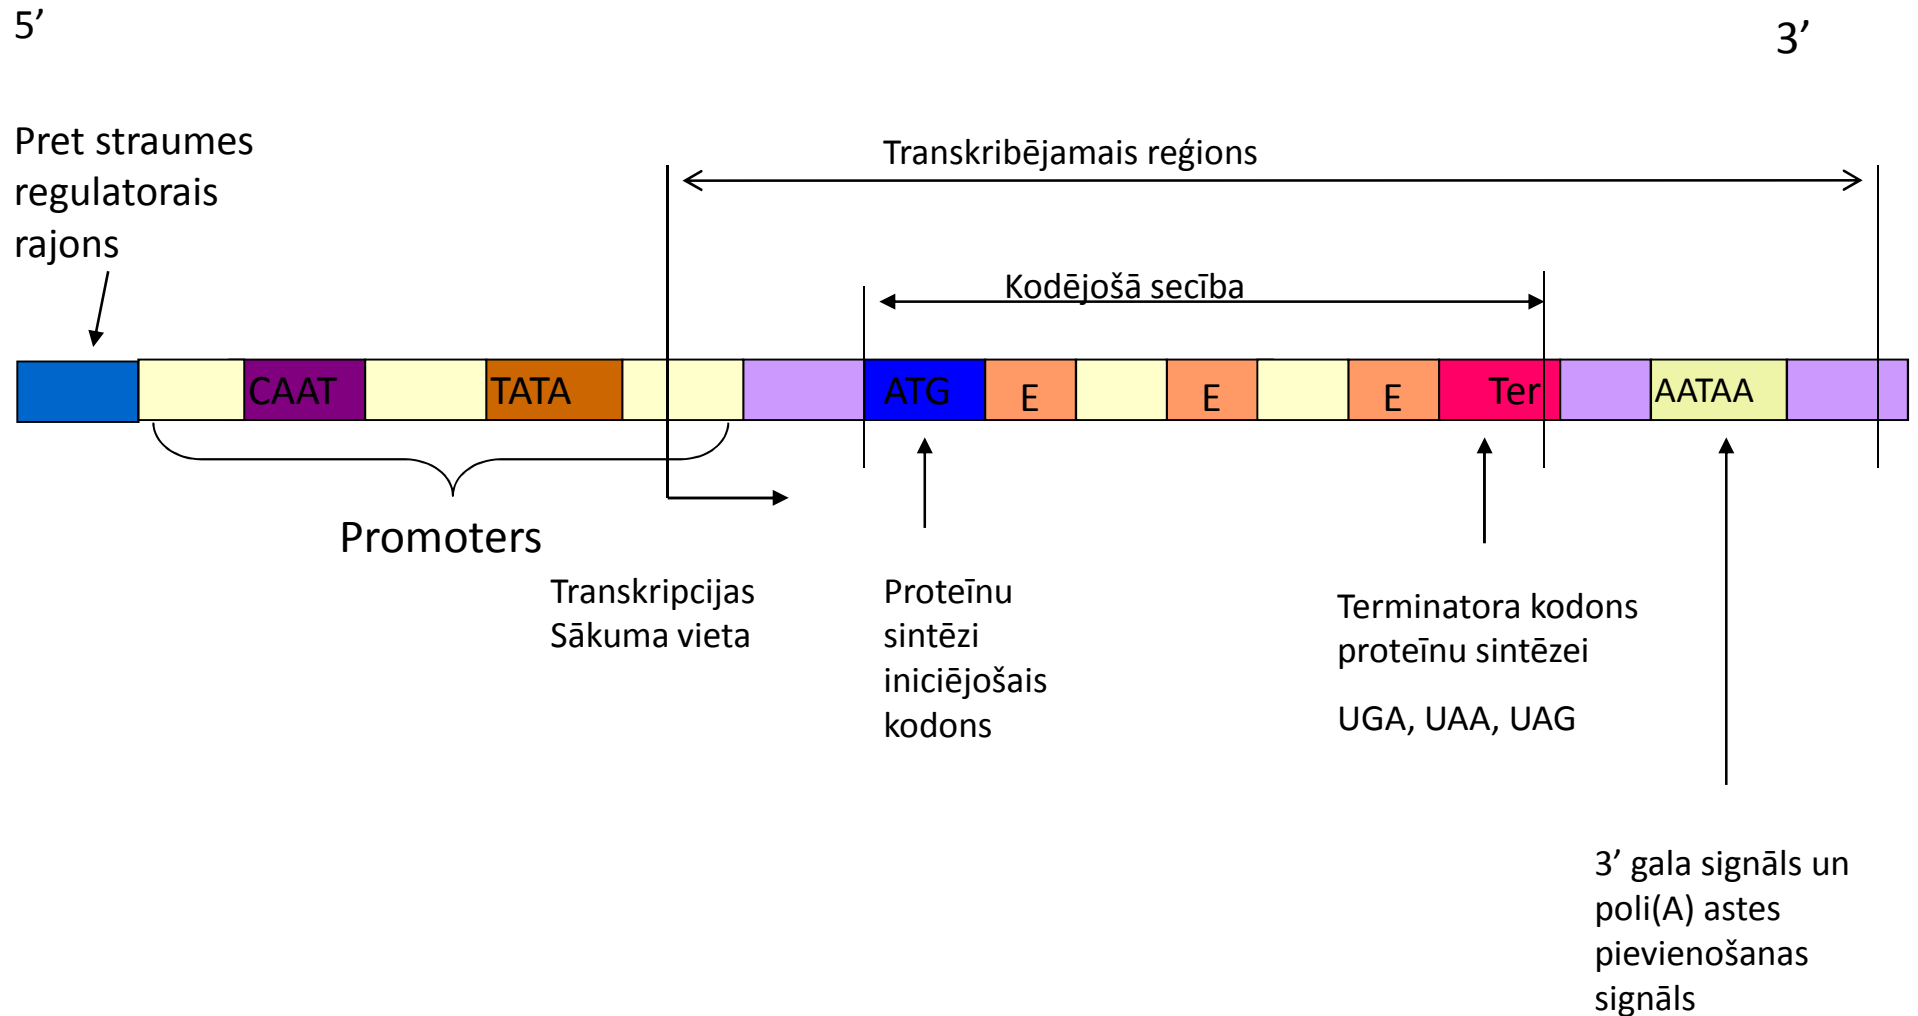 5’
3’
Pret straumes
regulatorais
rajons
Transkribējamais reģions
Kodējošā secība
CAAT
TATA
ATG
E
E
E
Ter
AATAA
Promoters
Transkripcijas
Sākuma vieta
Proteīnu
sintēzi
iniciējošais
kodons
Terminatora kodons
proteīnu sintēzei
UGA, UAA, UAG
3’ gala signāls un
poli(A) astes
pievienošanas
signāls